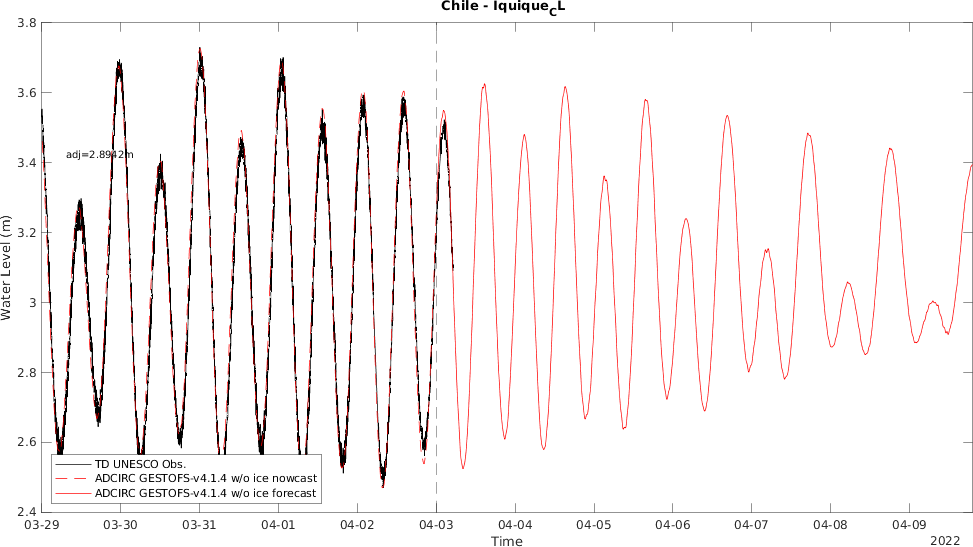 Chile - Iquique_CL
3.8
3.6
3.4
3.2
3
2.8
2.6
2.4
Water Level (m)
adj=2.8942m
TD UNESCO Obs.
ADCIRC GESTOFS-v4.1.4 w/o ice nowcast
ADCIRC GESTOFS-v4.1.4 w/o ice forecast
03-29 03-30 03-31 04-01 04-02 04-03 04-04 04-05 04-06 04-07 04-08 04-09
Time
2022